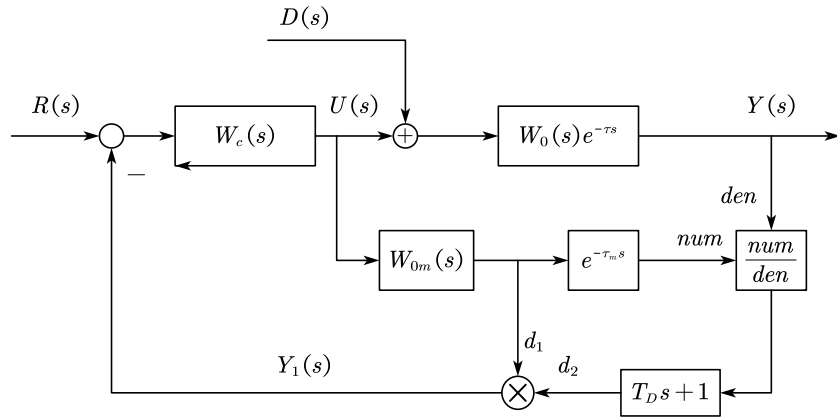 D(s)
R(s)
W_c(s)
U(s)
+
W_0(s)e^{-τs}
Y(s)
−
den
W_{0m}(s)
e^{-τ_m s}
num
num
den
d_1
Y_1(s)
d_2
×
T_D s+1